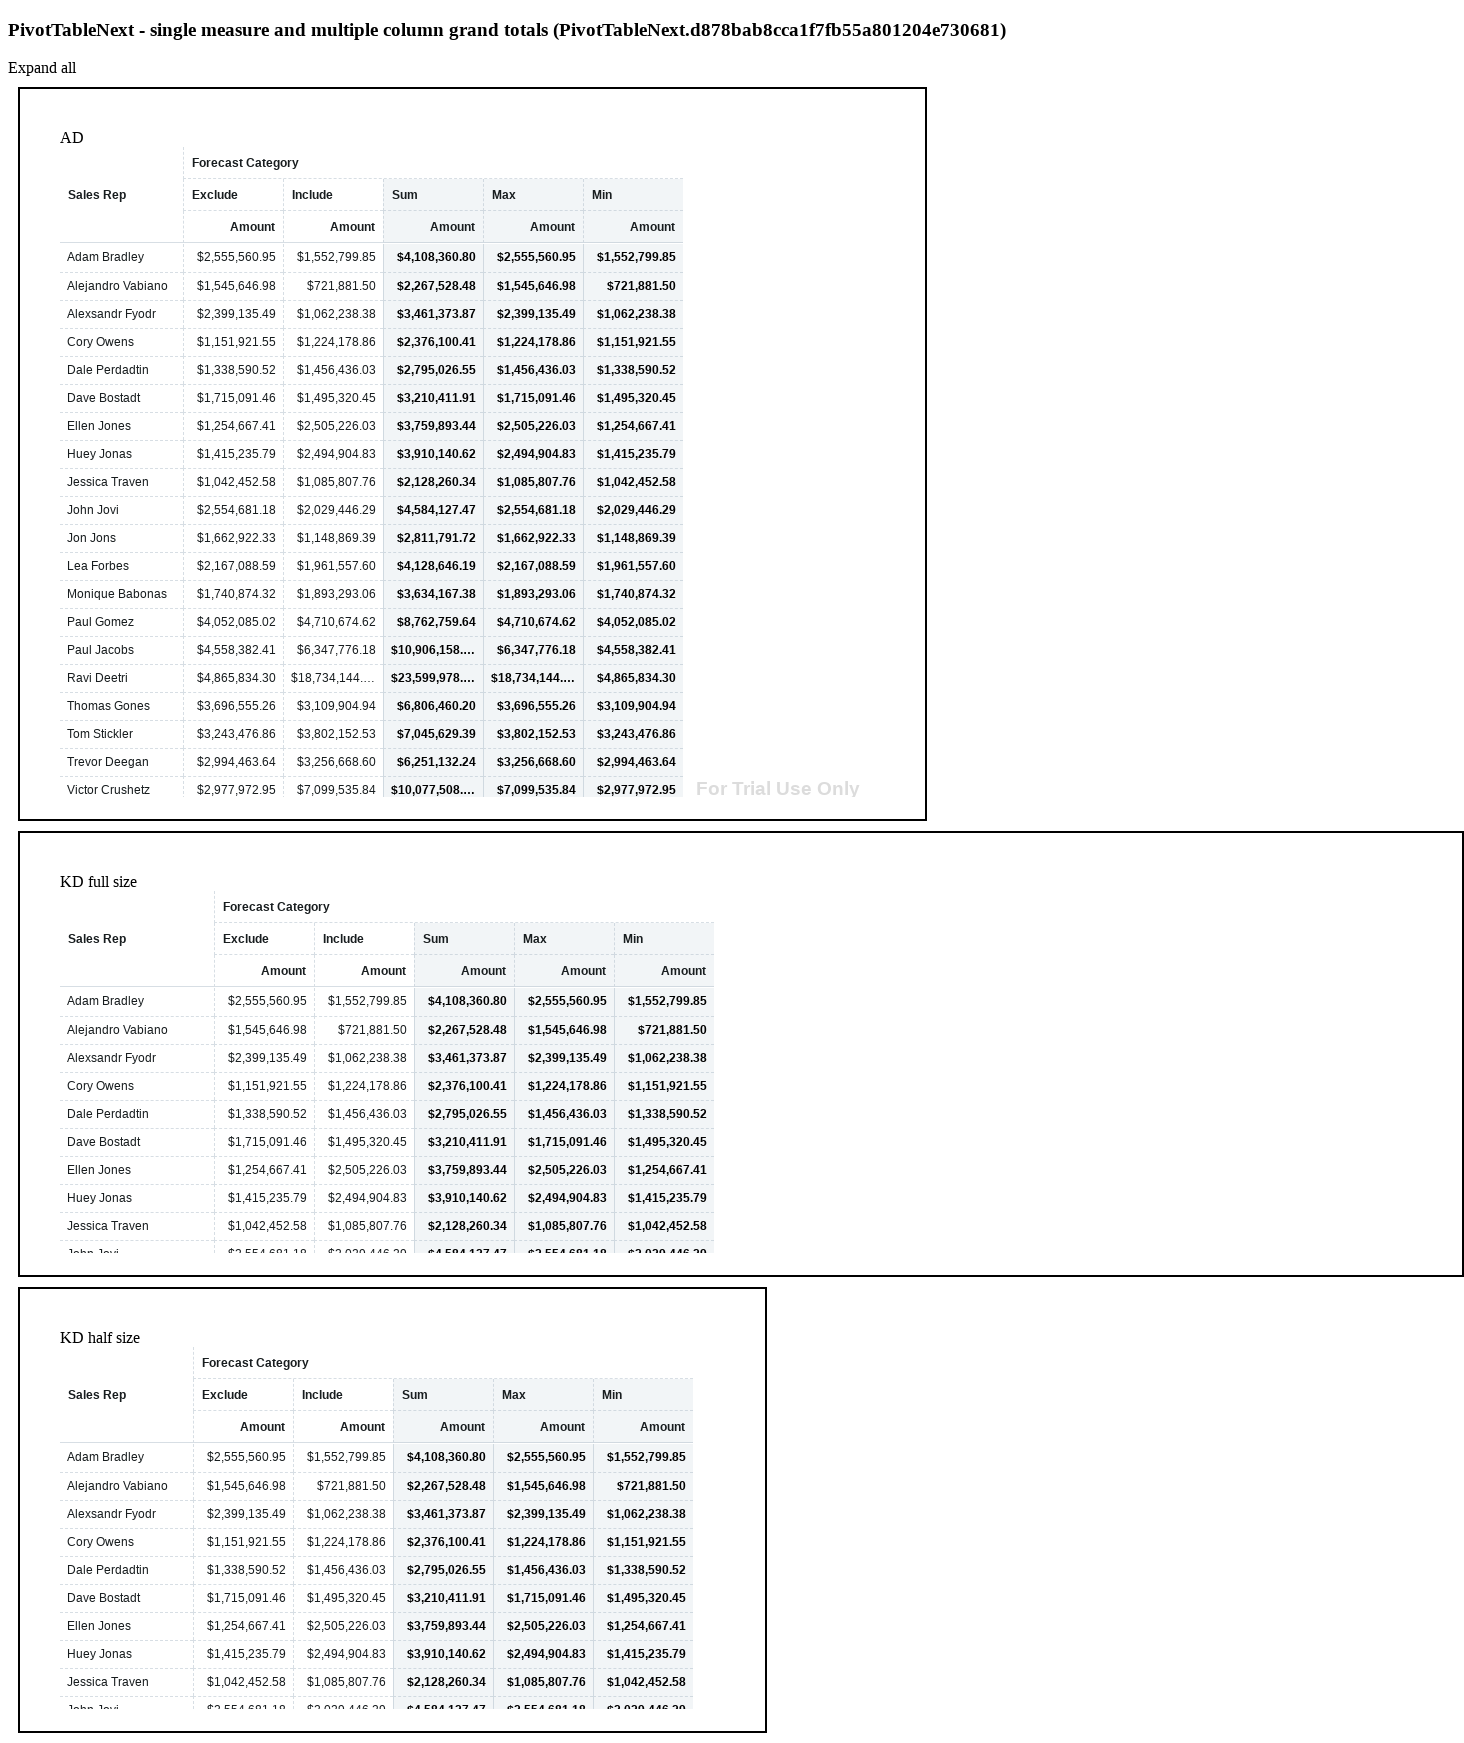 PivotTableNext - single measure and multiple column grand totals (PivotTableNext.d878bab8cca1f7fb55a801204e730681)
Expand all
AD
Forecast Category
Sales Rep Exclude Include Sum Max Min
Amount Amount Amount Amount Amount
Adam Bradley $2,555,560.95 $1,552,799.85 $4,108,360.80 $2,555,560.95 $1,552,799.85
Alejandro Vabiano $1,545,646.98 $721,881.50 $2,267,528.48 $1,545,646.98 $721,881.50
Alexsandr Fyodr $2,399,135.49 $1,062,238.38 $3,461,373.87 $2,399,135.49 $1,062,238.38
Cory Owens $1,151,921.55 $1,224,178.86 $2,376,100.41 $1,224,178.86 $1,151,921.55
Dale Perdadtin $1,338,590.52 $1,456,436.03 $2,795,026.55 $1,456,436.03 $1,338,590.52
Dave Bostadt $1,715,091.46 $1,495,320.45 $3,210,411.91 $1,715,091.46 $1,495,320.45
Ellen Jones $1,254,667.41 $2,505,226.03 $3,759,893.44 $2,505,226.03 $1,254,667.41
Huey Jonas $1,415,235.79 $2,494,904.83 $3,910,140.62 $2,494,904.83 $1,415,235.79
Jessica Traven $1,042,452.58 $1,085,807.76 $2,128,260.34 $1,085,807.76 $1,042,452.58
John Jovi $2,554,681.18 $2,029,446.29 $4,584,127.47 $2,554,681.18 $2,029,446.29
Jon Jons $1,662,922.33 $1,148,869.39 $2,811,791.72 $1,662,922.33 $1,148,869.39
Lea Forbes $2,167,088.59 $1,961,557.60 $4,128,646.19 $2,167,088.59 $1,961,557.60
Monique Babonas $1,740,874.32 $1,893,293.06 $3,634,167.38 $1,893,293.06 $1,740,874.32
Paul Gomez $4,052,085.02 $4,710,674.62 $8,762,759.64 $4,710,674.62 $4,052,085.02
Paul Jacobs $4,558,382.41 $6,347,776.18 $10,906,158.... $6,347,776.18 $4,558,382.41
Ravi Deetri $4,865,834.30 $18,734,144.... $23,599,978.... $18,734,144.... $4,865,834.30
Thomas Gones $3,696,555.26 $3,109,904.94 $6,806,460.20 $3,696,555.26 $3,109,904.94
Tom Stickler $3,243,476.86 $3,802,152.53 $7,045,629.39 $3,802,152.53 $3,243,476.86
Trevor Deegan $2,994,463.64 $3,256,668.60 $6,251,132.24 $3,256,668.60 $2,994,463.64
Victor Crushetz $2,977,972.95 $7,099,535.84 $10,077,508.... $7,099,535.84 $2,977,972.95
For Trial Use Only
KD full size
Forecast Category
Sales Rep Exclude Include Sum Max Min
Amount Amount Amount Amount Amount
Adam Bradley $2,555,560.95 $1,552,799.85 $4,108,360.80 $2,555,560.95 $1,552,799.85
Alejandro Vabiano $1,545,646.98 $721,881.50 $2,267,528.48 $1,545,646.98 $721,881.50
Alexsandr Fyodr $2,399,135.49 $1,062,238.38 $3,461,373.87 $2,399,135.49 $1,062,238.38
Cory Owens $1,151,921.55 $1,224,178.86 $2,376,100.41 $1,224,178.86 $1,151,921.55
Dale Perdadtin $1,338,590.52 $1,456,436.03 $2,795,026.55 $1,456,436.03 $1,338,590.52
Dave Bostadt $1,715,091.46 $1,495,320.45 $3,210,411.91 $1,715,091.46 $1,495,320.45
Ellen Jones $1,254,667.41 $2,505,226.03 $3,759,893.44 $2,505,226.03 $1,254,667.41
Huey Jonas $1,415,235.79 $2,494,904.83 $3,910,140.62 $2,494,904.83 $1,415,235.79
Jessica Traven $1,042,452.58 $1,085,807.76 $2,128,260.34 $1,085,807.76 $1,042,452.58
KD half size
Forecast Category
Sales Rep Exclude Include Sum Max Min
Amount Amount Amount Amount Amount
Adam Bradley $2,555,560.95 $1,552,799.85 $4,108,360.80 $2,555,560.95 $1,552,799.85
Alejandro Vabiano $1,545,646.98 $721,881.50 $2,267,528.48 $1,545,646.98 $721,881.50
Alexsandr Fyodr $2,399,135.49 $1,062,238.38 $3,461,373.87 $2,399,135.49 $1,062,238.38
Cory Owens $1,151,921.55 $1,224,178.86 $2,376,100.41 $1,224,178.86 $1,151,921.55
Dale Perdadtin $1,338,590.52 $1,456,436.03 $2,795,026.55 $1,456,436.03 $1,338,590.52
Dave Bostadt $1,715,091.46 $1,495,320.45 $3,210,411.91 $1,715,091.46 $1,495,320.45
Ellen Jones $1,254,667.41 $2,505,226.03 $3,759,893.44 $2,505,226.03 $1,254,667.41
Huey Jonas $1,415,235.79 $2,494,904.83 $3,910,140.62 $2,494,904.83 $1,415,235.79
Jessica Traven $1,042,452.58 $1,085,807.76 $2,128,260.34 $1,085,807.76 $1,042,452.58